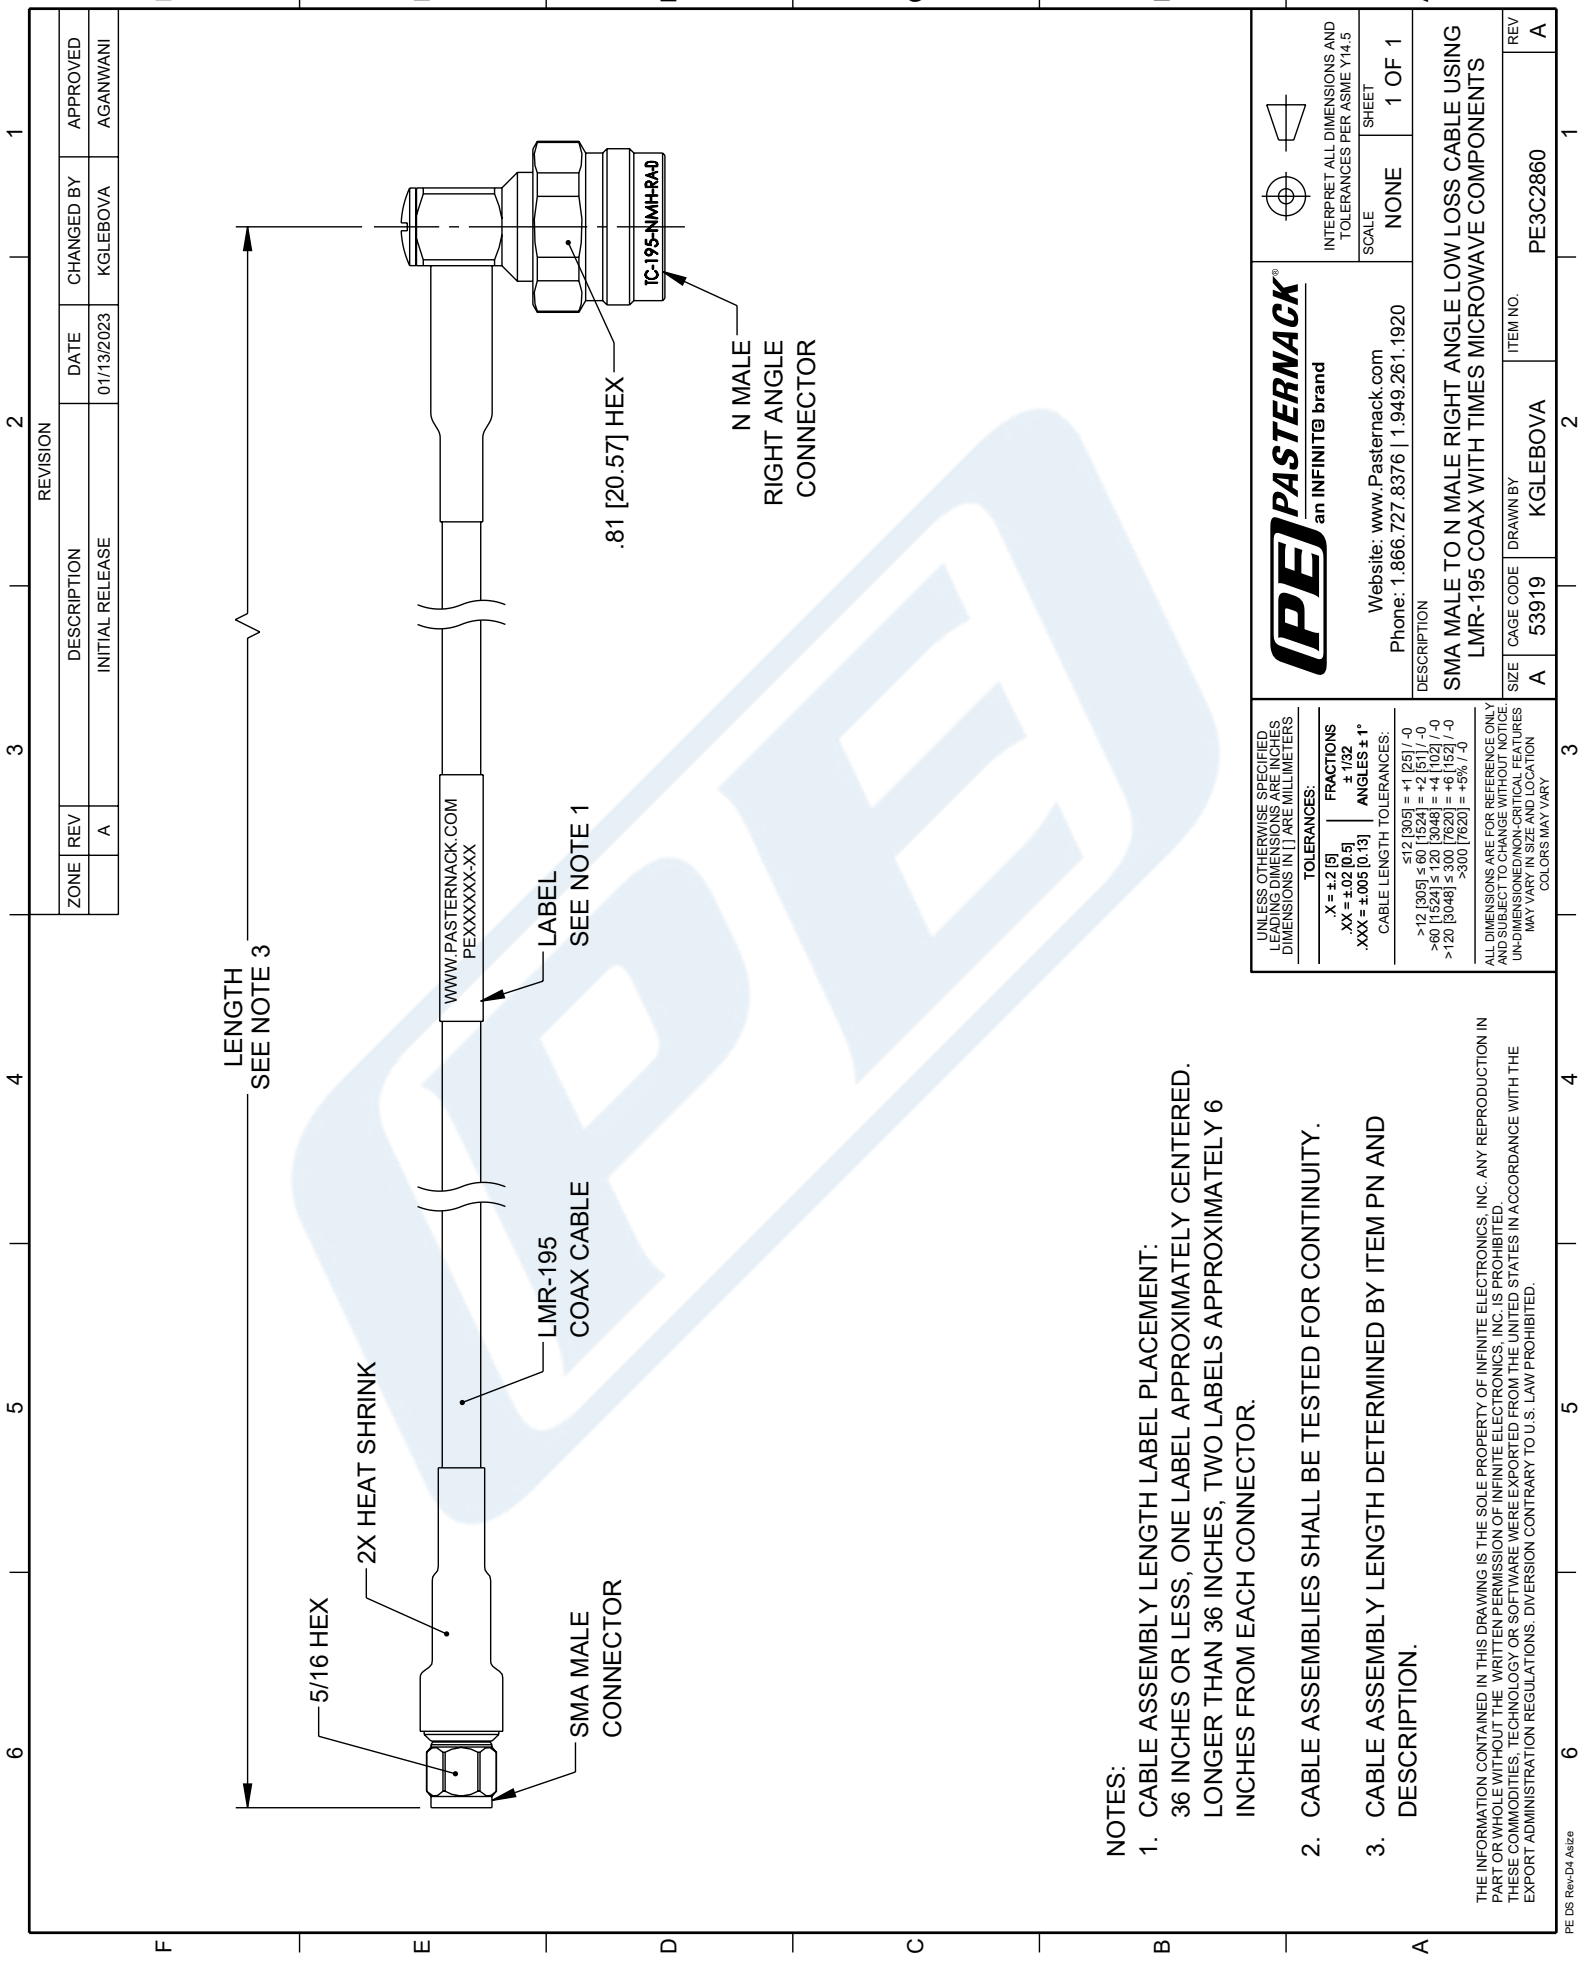 6
5
4
3
2
1
REVISION
ZONE REV DESCRIPTION DATE CHANGED BY APPROVED
A INITIAL RELEASE 01/13/2023 KGLEBOVA AGANWANI
F
E
D
C
B
A
LENGTH
SEE NOTE 3
5/16 HEX
2X HEAT SHRINK
WWW.PASTERNACK.COM
PEXXXXXX-XX
TC-195-NMH-RA-D
SMA MALE
CONNECTOR
LMR-195
COAX CABLE
LABEL
SEE NOTE 1
.81 [20.57] HEX
N MALE
RIGHT ANGLE
CONNECTOR
NOTES:
1. CABLE ASSEMBLY LENGTH LABEL PLACEMENT:
36 INCHES OR LESS, ONE LABEL APPROXIMATELY CENTERED.
LONGER THAN 36 INCHES, TWO LABELS APPROXIMATELY 6
INCHES FROM EACH CONNECTOR.
2. CABLE ASSEMBLIES SHALL BE TESTED FOR CONTINUITY.
3. CABLE ASSEMBLY LENGTH DETERMINED BY ITEM PN AND
DESCRIPTION.
THE INFORMATION CONTAINED IN THIS DRAWING IS THE SOLE PROPERTY OF INFINITE ELECTRONICS, INC. ANY REPRODUCTION IN
PART OR WHOLE WITHOUT THE WRITTEN PERMISSION OF INFINITE ELECTRONICS, INC. IS PROHIBITED.
THESE COMMODITIES, TECHNOLOGY OR SOFTWARE WERE EXPORTED FROM THE UNITED STATES IN ACCORDANCE WITH THE
EXPORT ADMINISTRATION REGULATIONS. DIVERSION CONTRARY TO U.S. LAW PROHIBITED.
UNLESS OTHERWISE SPECIFIED
LEADING DIMENSIONS ARE INCHES
DIMENSIONS IN [ ] ARE MILLIMETERS
TOLERANCES:
.X = ±.2 [5]
.XX = ±.02 [0.5]
.XXX = ±.005 [0.13]
FRACTIONS
± 1/32
ANGLES ± 1°
CABLE LENGTH TOLERANCES:
≤12 [305] = +1 [25] / -0
>12 [305] ≤ 60 [1524] = +2 [51] / -0
>60 [1524] ≤ 120 [3048] = +4 [102] / -0
>120 [3048] ≤ 300 [7620] = +6 [152] / -0
>300 [7620] = +5% / -0
ALL DIMENSIONS ARE FOR REFERENCE ONLY
AND SUBJECT TO CHANGE WITHOUT NOTICE.
UN-DIMENSIONED/NON-CRITICAL FEATURES
MAY VARY IN SIZE AND LOCATION
COLORS MAY VARY
PE PASTERNACK®
an INFINIT@ brand
Website: www.Pasternack.com
Phone: 1.866.727.8376 | 1.949.261.1920
INTERPRET ALL DIMENSIONS AND
TOLERANCES PER ASME Y14.5
SCALE
NONE
SHEET
1 OF 1
DESCRIPTION
SMA MALE TO N MALE RIGHT ANGLE LOW LOSS CABLE USING
LMR-195 COAX WITH TIMES MICROWAVE COMPONENTS
SIZE
A
CAGE CODE
53919
DRAWN BY
KGLEBOVA
ITEM NO.
PE3C2860
REV
A
6
5
4
3
2
1
PE DS Rev-D4 Asize
PE